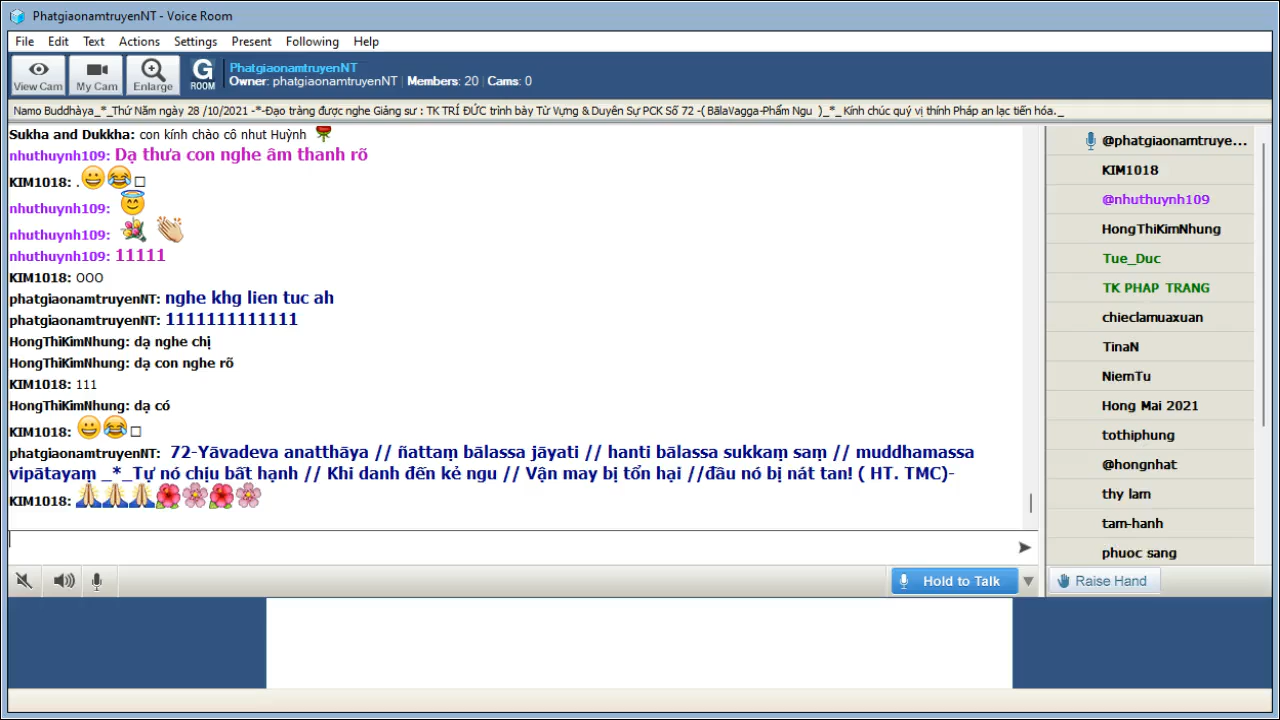 PhatgiaonamtruyenNT - Voice Room
File Edit Text Actions Settings Present Following Help
View Cam My Cam Enlarge G ROOM
PhatgiaonamtruyenNT
Owner: phatgiaonamtruyenNT | Members: 20 | Cams: 0
Namo Buddhàya_*_Thứ Năm ngày 28 /10/2021 -*-Đạo tràng được nghe Giảng sư : TK TRÍ ĐỨC trình bày Từ Vựng & Duyên Sự PCK Số 72 -( BālaVagga-Phẩm Ngu )_*_Kính chúc quý vị thính Pháp an lạc tiến hóa._
Sukha and Dukkha: con kính chào cô nhut Huỳnh
nhuthuynh109: Dạ thưa con nghe âm thanh rõ
KIM1018: .
nhuthuynh109:
nhuthuynh109:
nhuthuynh109: 11111
KIM1018: OOO
phatgiaonamtruyenNT: nghe khg lien tuc ah
phatgiaonamtruyenNT: 1111111111111
HongThiKimNhung: dạ nghe chị
HongThiKimNhung: dạ con nghe rõ
KIM1018: 111
HongThiKimNhung: dạ có
KIM1018:
phatgiaonamtruyenNT: 72-Yāvadeva anatthāya // ñattaṃ bālassa jāyati // hanti bālassa sukkaṃ saṃ // muddhamassa
vipātayaṃ _*_Tự nó chịu bất hạnh // Khi danh đến kẻ ngu // Vận may bị tổn hại //đầu nó bị nát tan! ( HT. TMC)-
KIM1018:
Hold to Talk
@phatgiaonamtruye...
KIM1018
@nhuthuynh109
HongThiKimNhung
Tue_Duc
TK PHAP TRANG
chieclamuaxuan
TinaN
NiemTu
Hong Mai 2021
tothiphung
@hongnhat
thy lam
tam-hanh
phuoc sang
Raise Hand